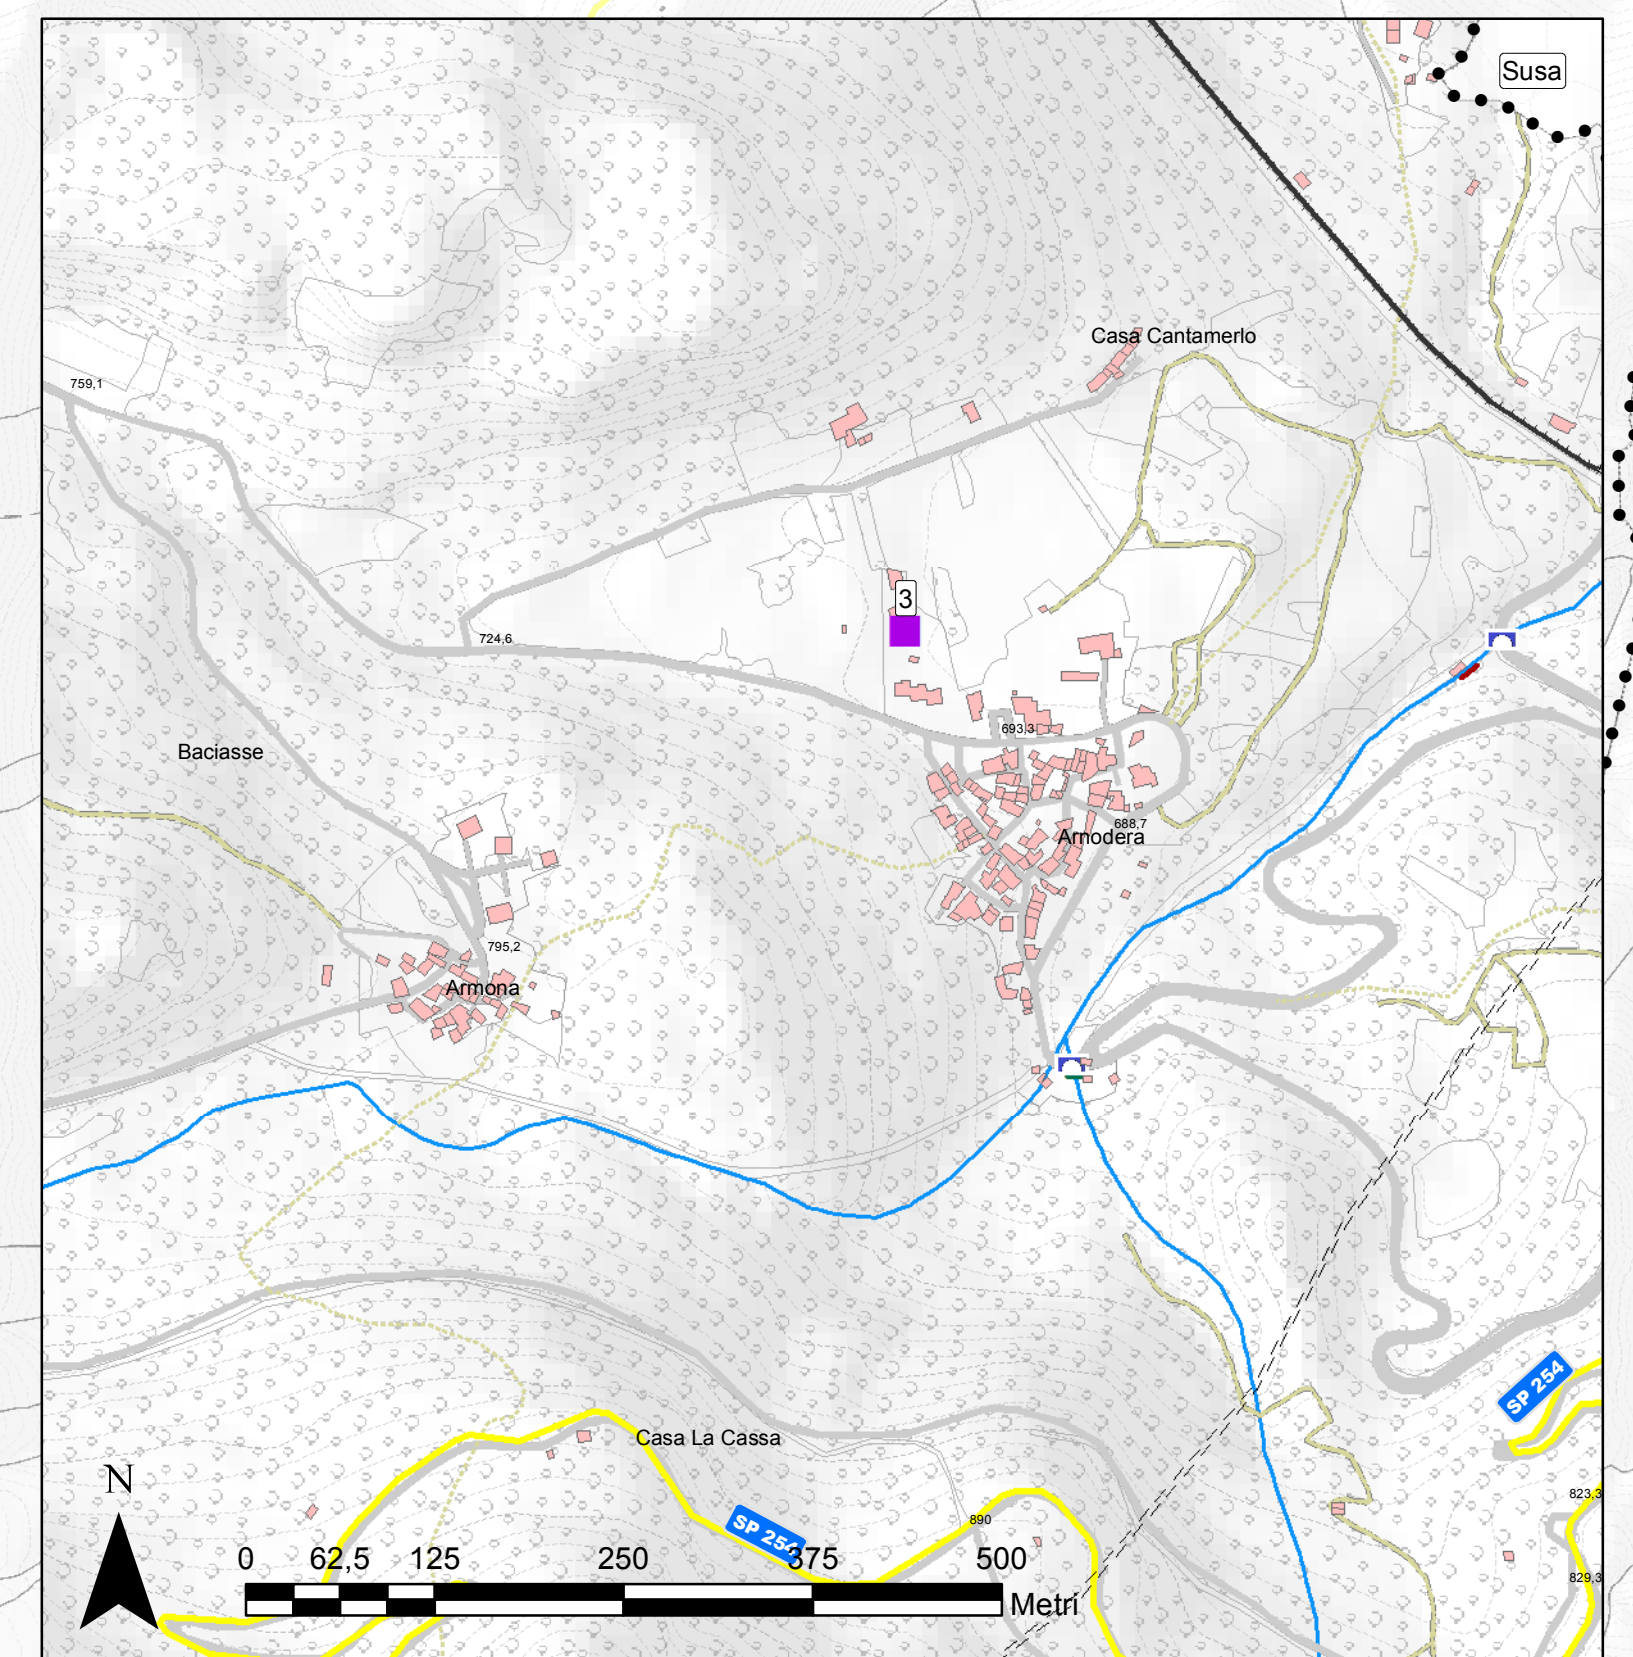 Susa
Casa Cantamerlo
759,1
3
724,6
693,3
Baciasse
688,7
Arnodera
795,2
Armona
SP 254
Casa La Cassa
N
823,3
890
SP 254
0 62,5 125 250 375 500
829,3
Metri